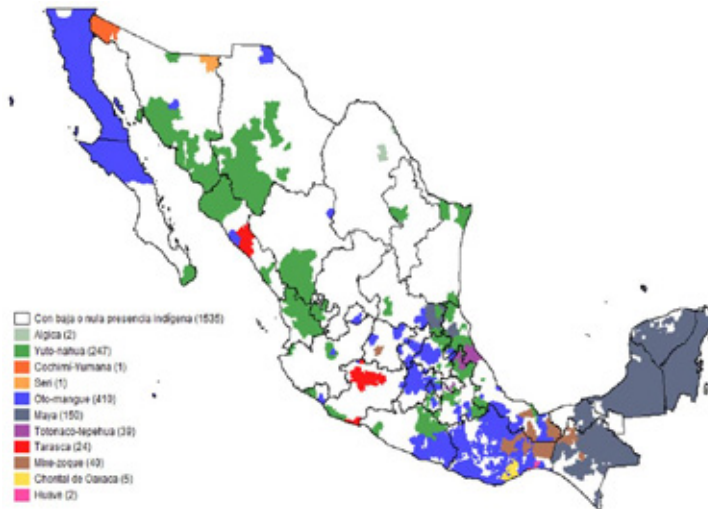 Con baja o nula presencia indígena (1535)
Algica (2)
Yuto-nahua (247)
Cochimí-Yumana (1)
Seri (1)
Oto-mangue (410)
Maya (150)
Totonaco-tepehua (39)
Tarasca (24)
Mixe-zoque (40)
Chontal de Oaxaca (5)
Huave (2)